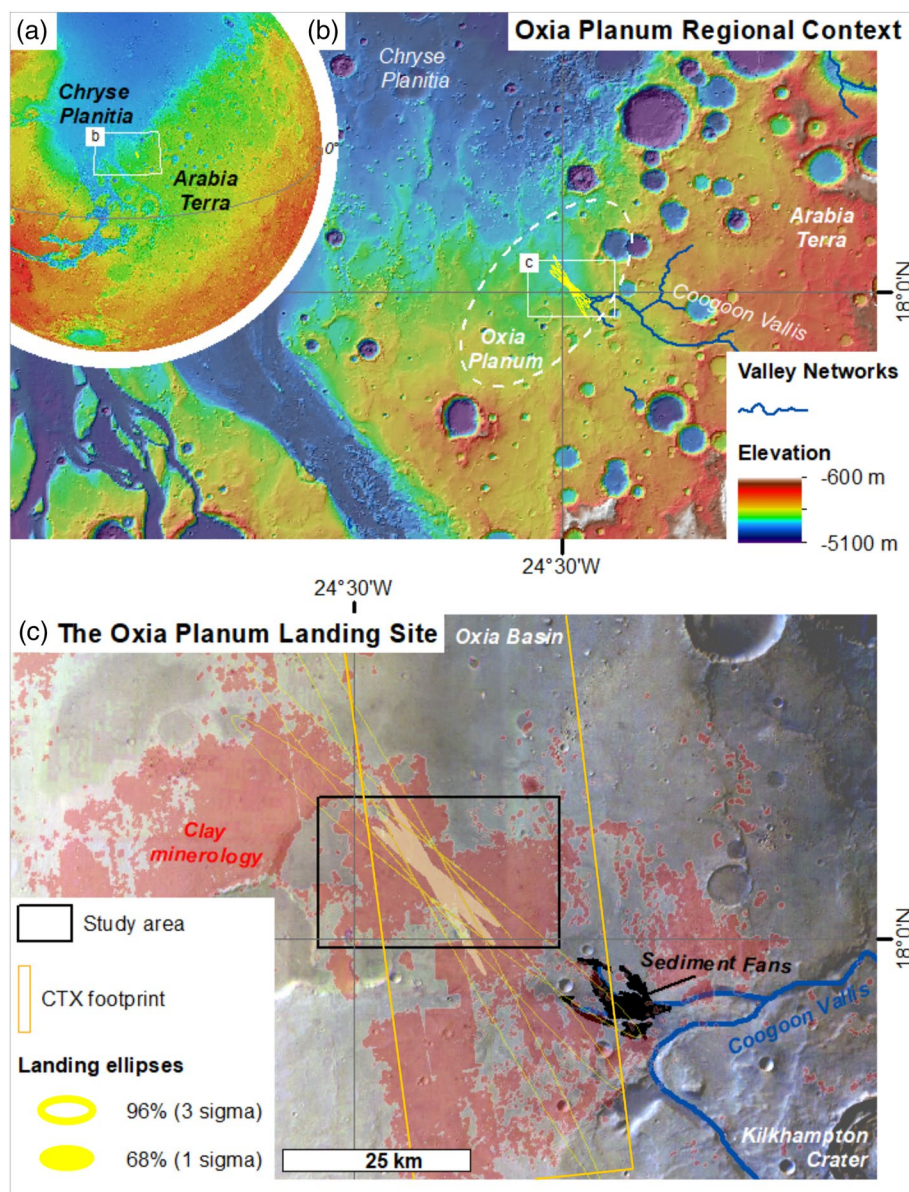 (a)
Chryse
Planitia
b
Arabia
Terra
0°
(b)
Oxia Planum Regional Context
Chryse
Planitia
Arabia
Terra
c
18°0'N
Coogoon Vallis
Oxia
Planum
Valley Networks
Elevation
-600 m
-5100 m
24°30'W
24°30'W
(c) The Oxia Planum Landing Site
Oxia Basin
Clay
minerology
Study area
CTX footprint
Landing ellipses
96% (3 sigma)
68% (1 sigma)
25 km
18°0'N
Sediment Fans
Coogoon Vallis
Kilkhampton
Crater